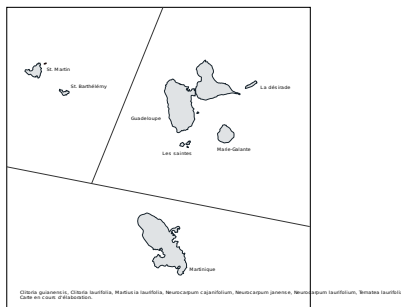 St. Martin
St. Barthélémy
La désirade
Guadeloupe
Les saintes
Marie-Galante
Martinique
Clitoria guianensis, Clitoria laurifolia, Martiusia laurifolia, Neurocarpum cajanifolium, Neurocarpum janense, Neurocarpum laurifolium, Ternatea laurifolia
Carte en cours d'élaboration.